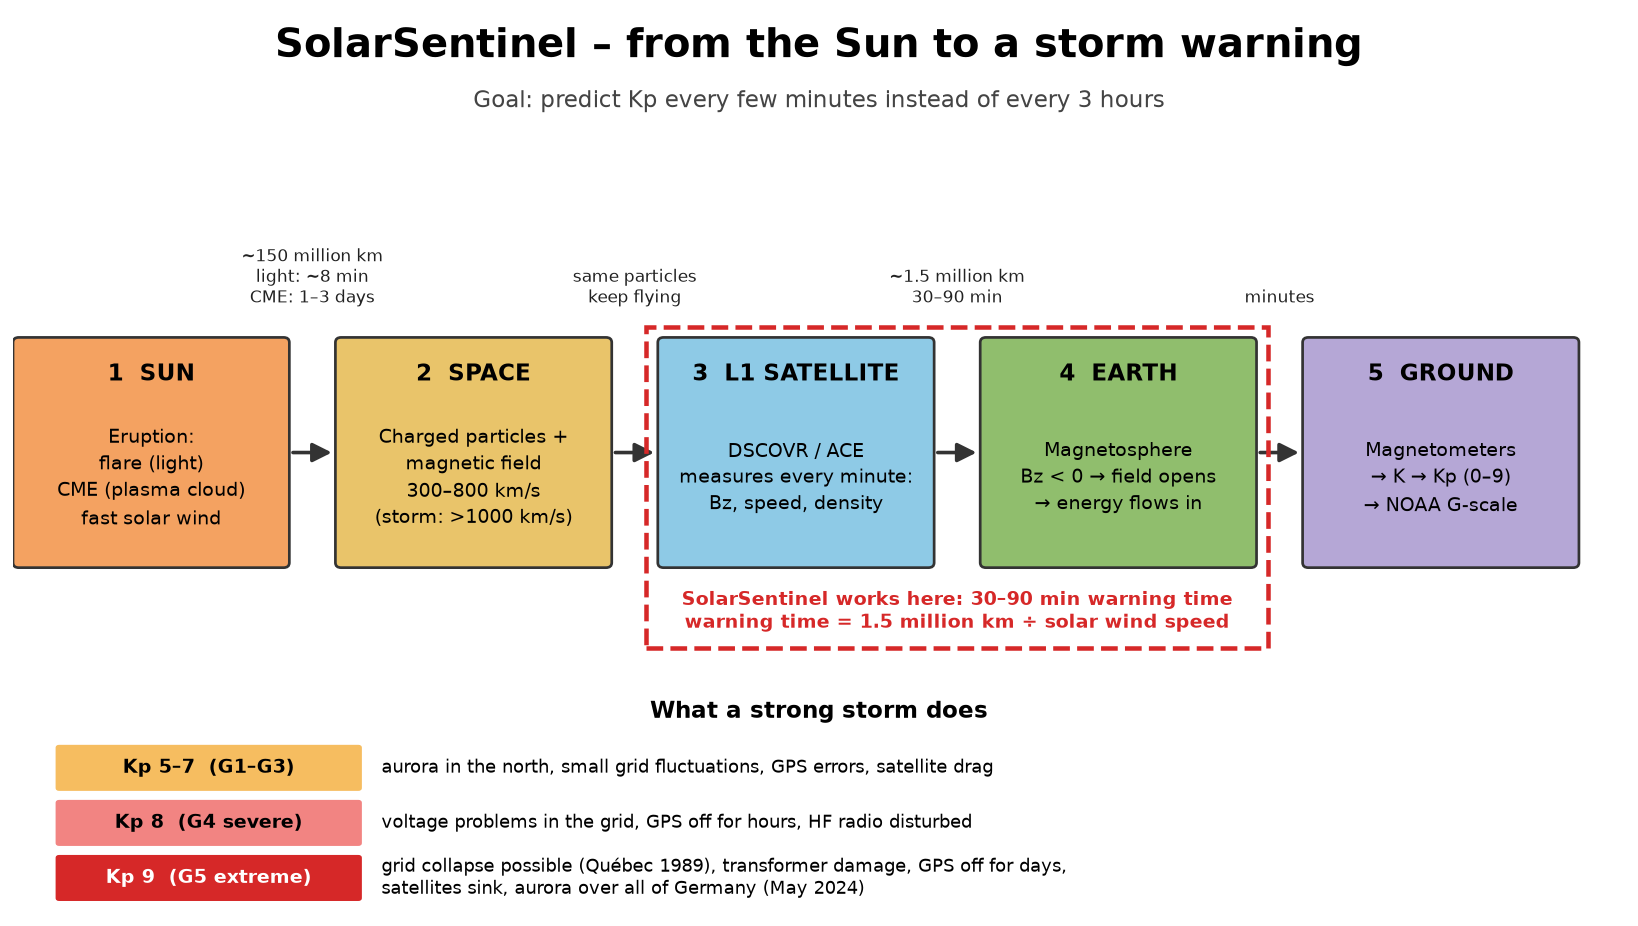 SolarSentinel – from the Sun to a storm warning
Goal: predict Kp every few minutes instead of every 3 hours
~150 million km
light: ~8 min
CME: 1–3 days
same particles
keep flying
~1.5 million km
30–90 min
minutes
1  SUN
Eruption:
flare (light)
CME (plasma cloud)
fast solar wind
2  SPACE
Charged particles +
magnetic field
300–800 km/s
(storm: >1000 km/s)
3  L1 SATELLITE
DSCOVR / ACE
measures every minute:
Bz, speed, density
4  EARTH
Magnetosphere
Bz < 0 → field opens
→ energy flows in
5  GROUND
Magnetometers
→ K → Kp (0–9)
→ NOAA G-scale
SolarSentinel works here: 30–90 min warning time
warning time = 1.5 million km ÷ solar wind speed
What a strong storm does
Kp 5–7  (G1–G3)
aurora in the north, small grid fluctuations, GPS errors, satellite drag
Kp 8  (G4 severe)
voltage problems in the grid, GPS off for hours, HF radio disturbed
Kp 9  (G5 extreme)
grid collapse possible (Québec 1989), transformer damage, GPS off for days,
satellites sink, aurora over all of Germany (May 2024)